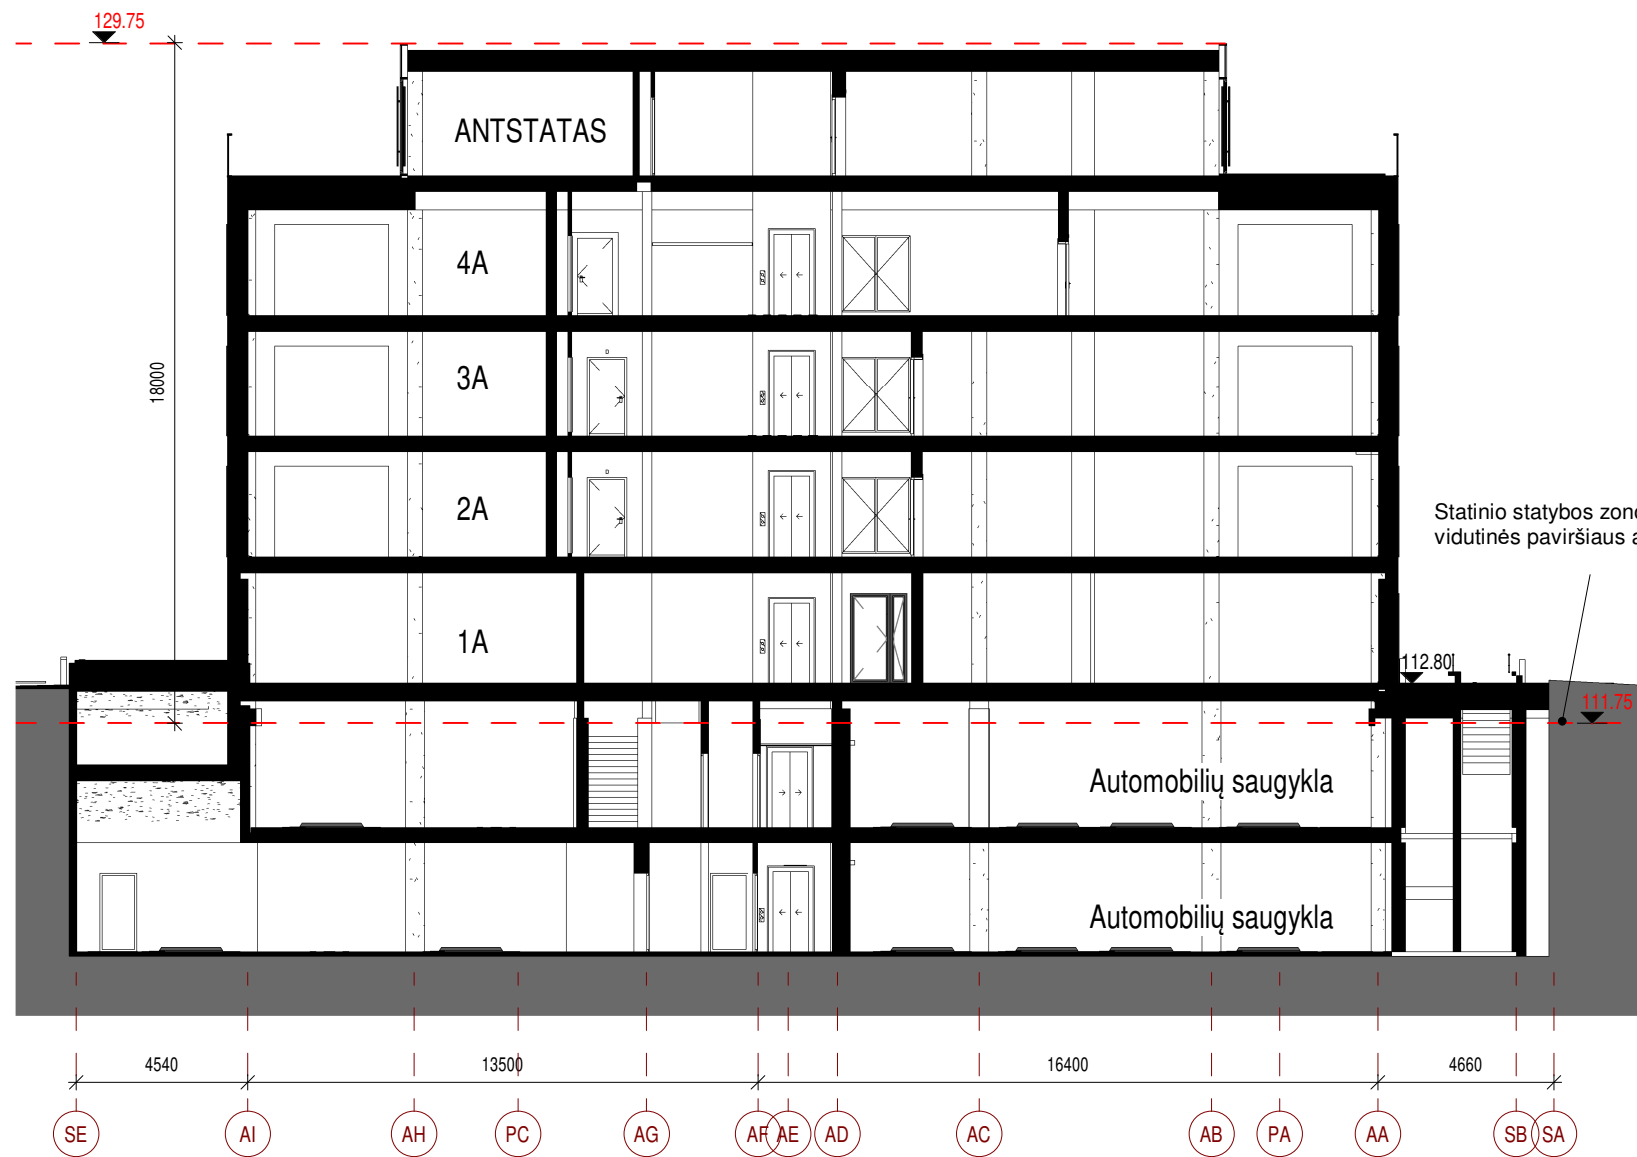 129.75
ANTSTATAS
4A
18000
3A
2A
Statinio statybos zono
vidutinės paviršiaus a
1A
112.80
111.75
Automobilių saugykla
Automobilių saugykla
4540 13500 16400 4660
SE AI AH PC AG AF AE AD AC AB PA AA SB SA